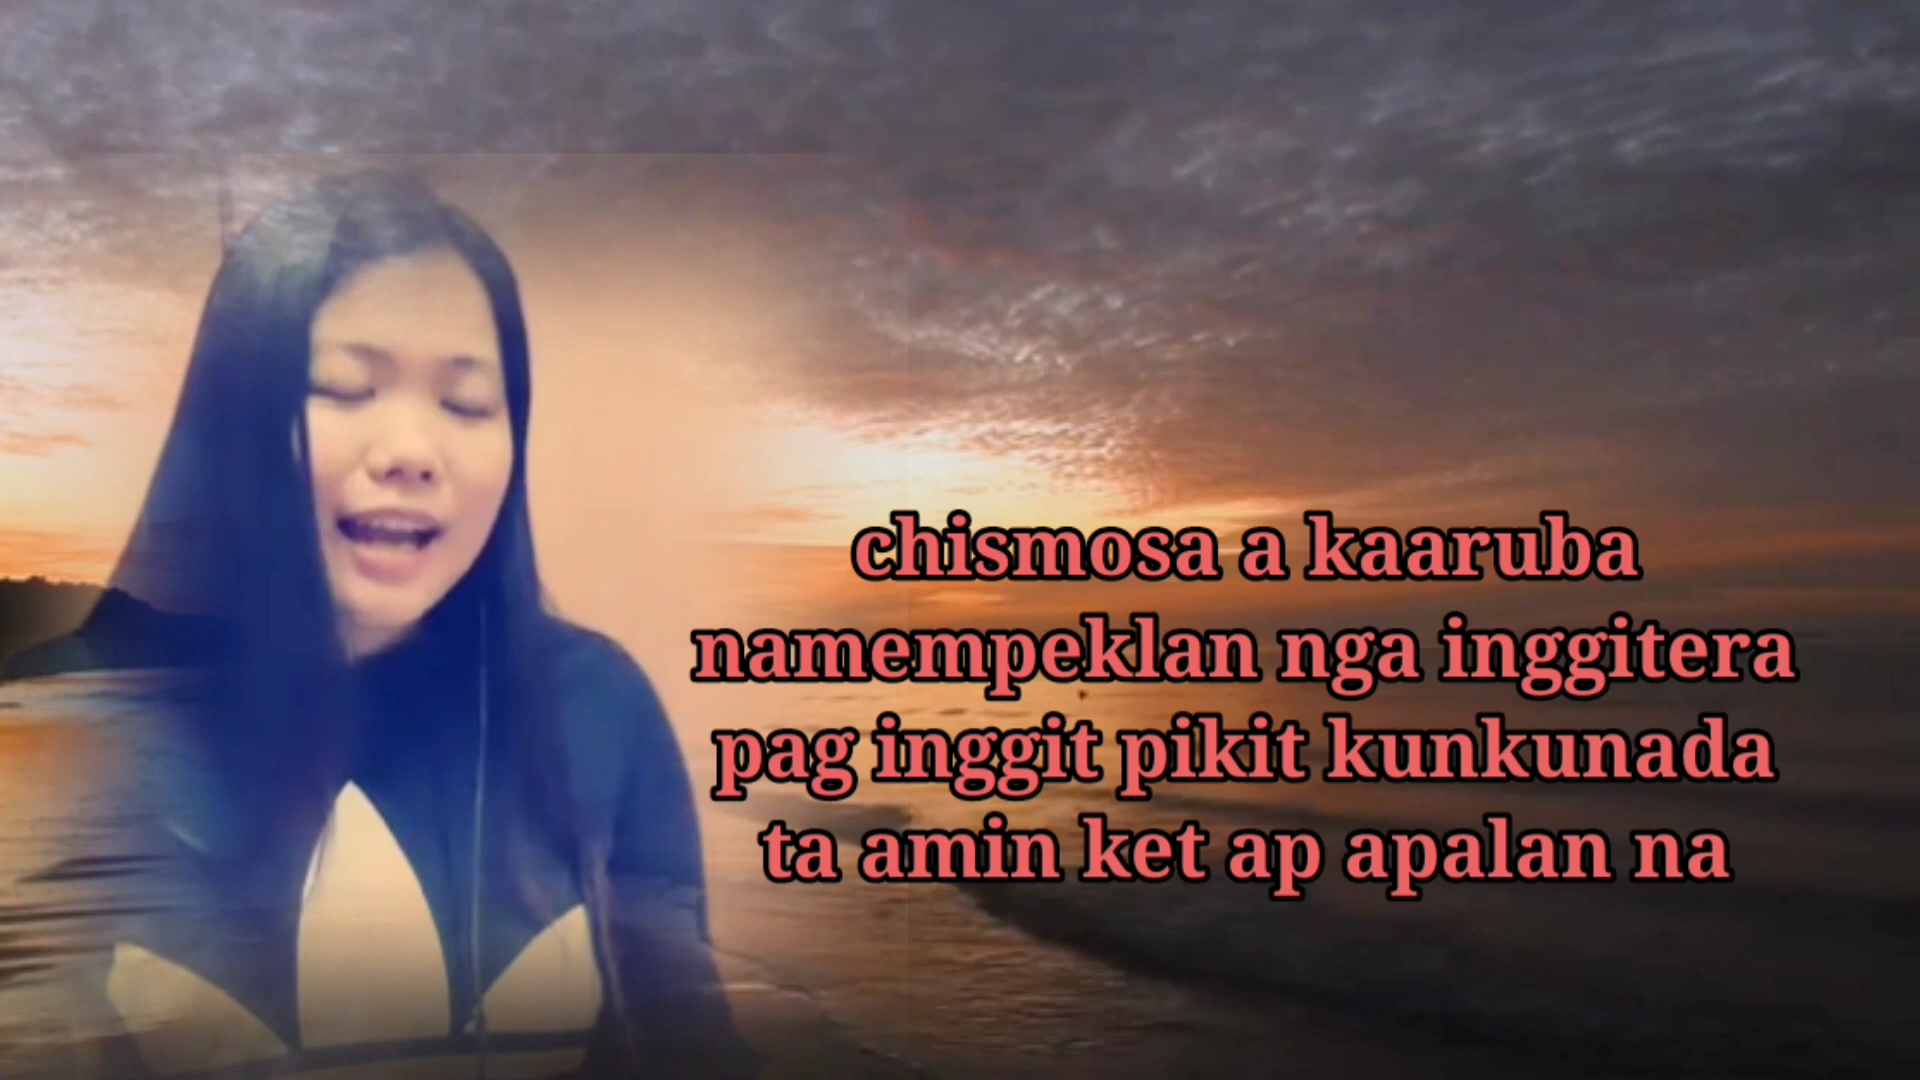 chismosa a kaaruba
namempeklan nga inggitera
pag inggit pikit kunkunada
ta amin ket ap apalan na